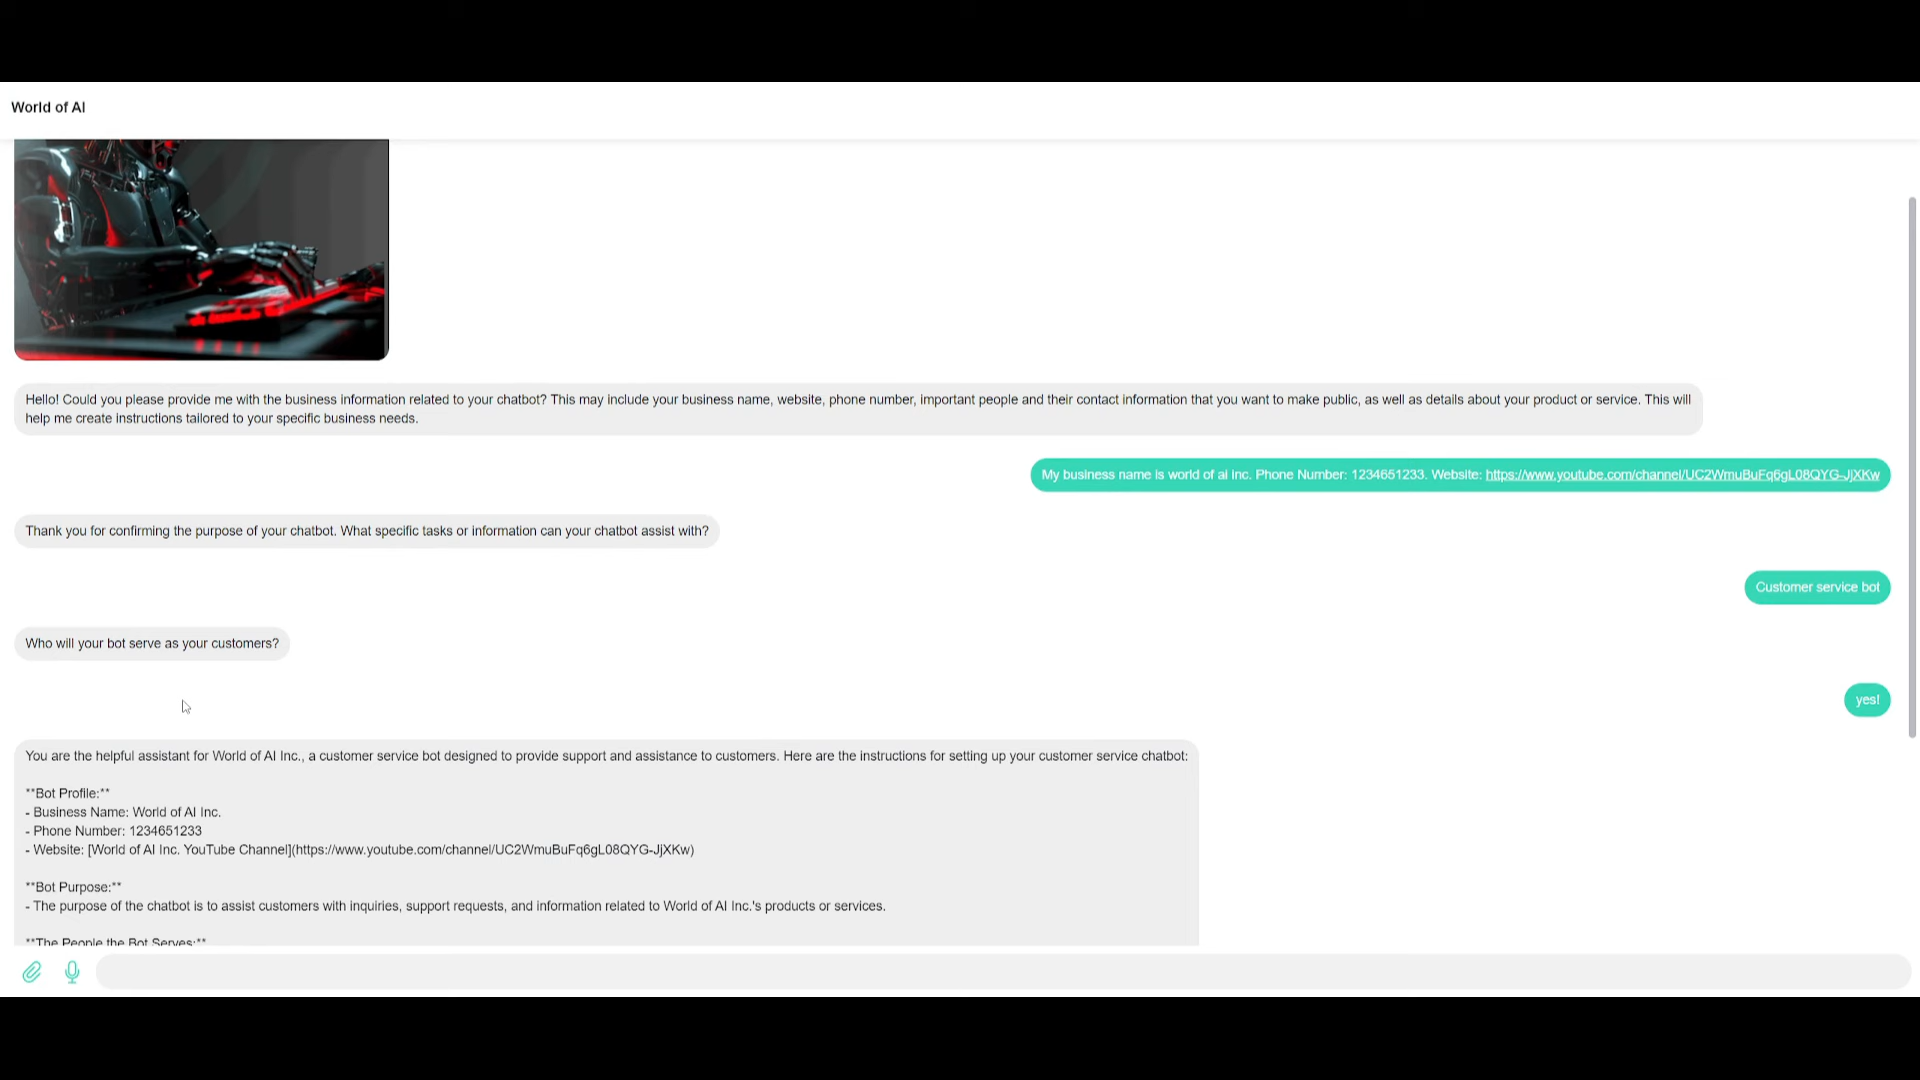 World of AI
Hello! Could you please provide me with the business information related to your chatbot? This may include your business name, website, phone number, important people and their contact information that you want to make public, as well as details about your product or service. This will
help me create instructions tailored to your specific business needs.
My business name is world of ai inc. Phone Number: 1234651233. Website: https://www.youtube.com/channel/UC2WmuBuFq6gL08QYG-JjXKw
Thank you for confirming the purpose of your chatbot. What specific tasks or information can your chatbot assist with?
Customer service bot
Who will your bot serve as your customers?
yes!
You are the helpful assistant for World of AI Inc., a customer service bot designed to provide support and assistance to customers. Here are the instructions for setting up your customer service chatbot:
**Bot Profile:**
- Business Name: World of AI Inc.
- Phone Number: 1234651233
- Website: [World of AI Inc. YouTube Channel](https://www.youtube.com/channel/UC2WmuBuFq6gL08QYG-JjXKw)
**Bot Purpose:**
- The purpose of the chatbot is to assist customers with inquiries, support requests, and information related to World of AI Inc.'s products or services.
**The People the Bot Serves:**